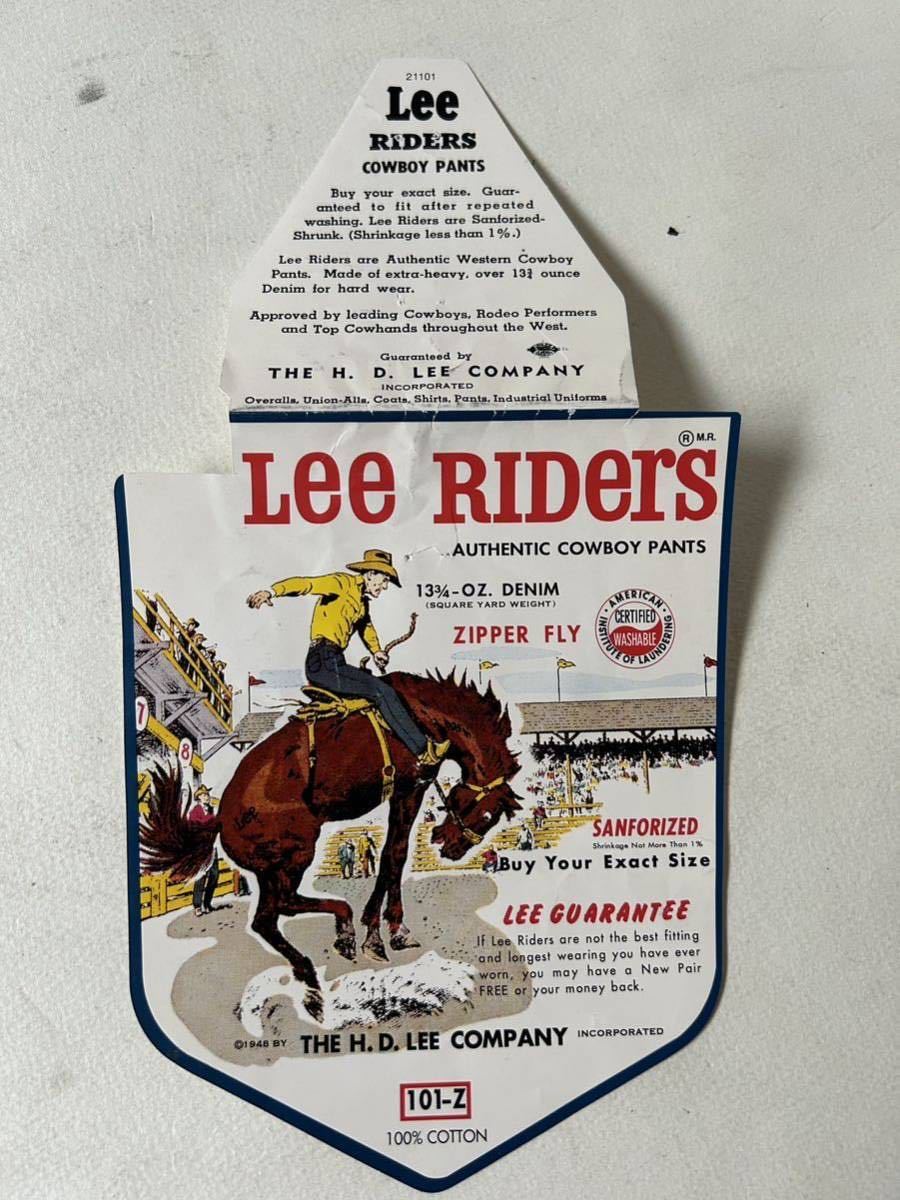 21101
Lee
RIDERS
COWBOY PANTS
Buy your exact size. Guar-
anteed to fit after repeated
washing. Lee Riders are Sanforized-
Shrunk. (Shrinkage less than 1%.)
Lee Riders are Authentic Western Cowboy
Pants. Made of extra-heavy, over 13¾ ounce
Denim for hard wear.
Approved by leading Cowboys, Rodeo Performers
and Top Cowhands throughout the West.
Guaranteed by
THE H. D. LEE COMPANY
INCORPORATED
Overalls, Union-Alls, Coats, Shirts, Pants, Industrial Uniforms
® M.R.
Lee RIDers
..AUTHENTIC COWBOY PANTS
13¾-OZ. DENIM
(SQUARE YARD WEIGHT)
ZIPPER FLY
AMERICAN
INSTITUTE OF LAUNDERING
CERTIFIED
WASHABLE
7
8
Lee
SANFORIZED
Shrinkage Not More Than 1%
Buy Your Exact Size
LEE GUARANTEE
If Lee Riders are not the best fitting
and longest wearing you have ever
worn, you may have a New Pair
FREE or your money back.
©1948 BY THE H. D. LEE COMPANY INCORPORATED
101-Z
100% COTTON